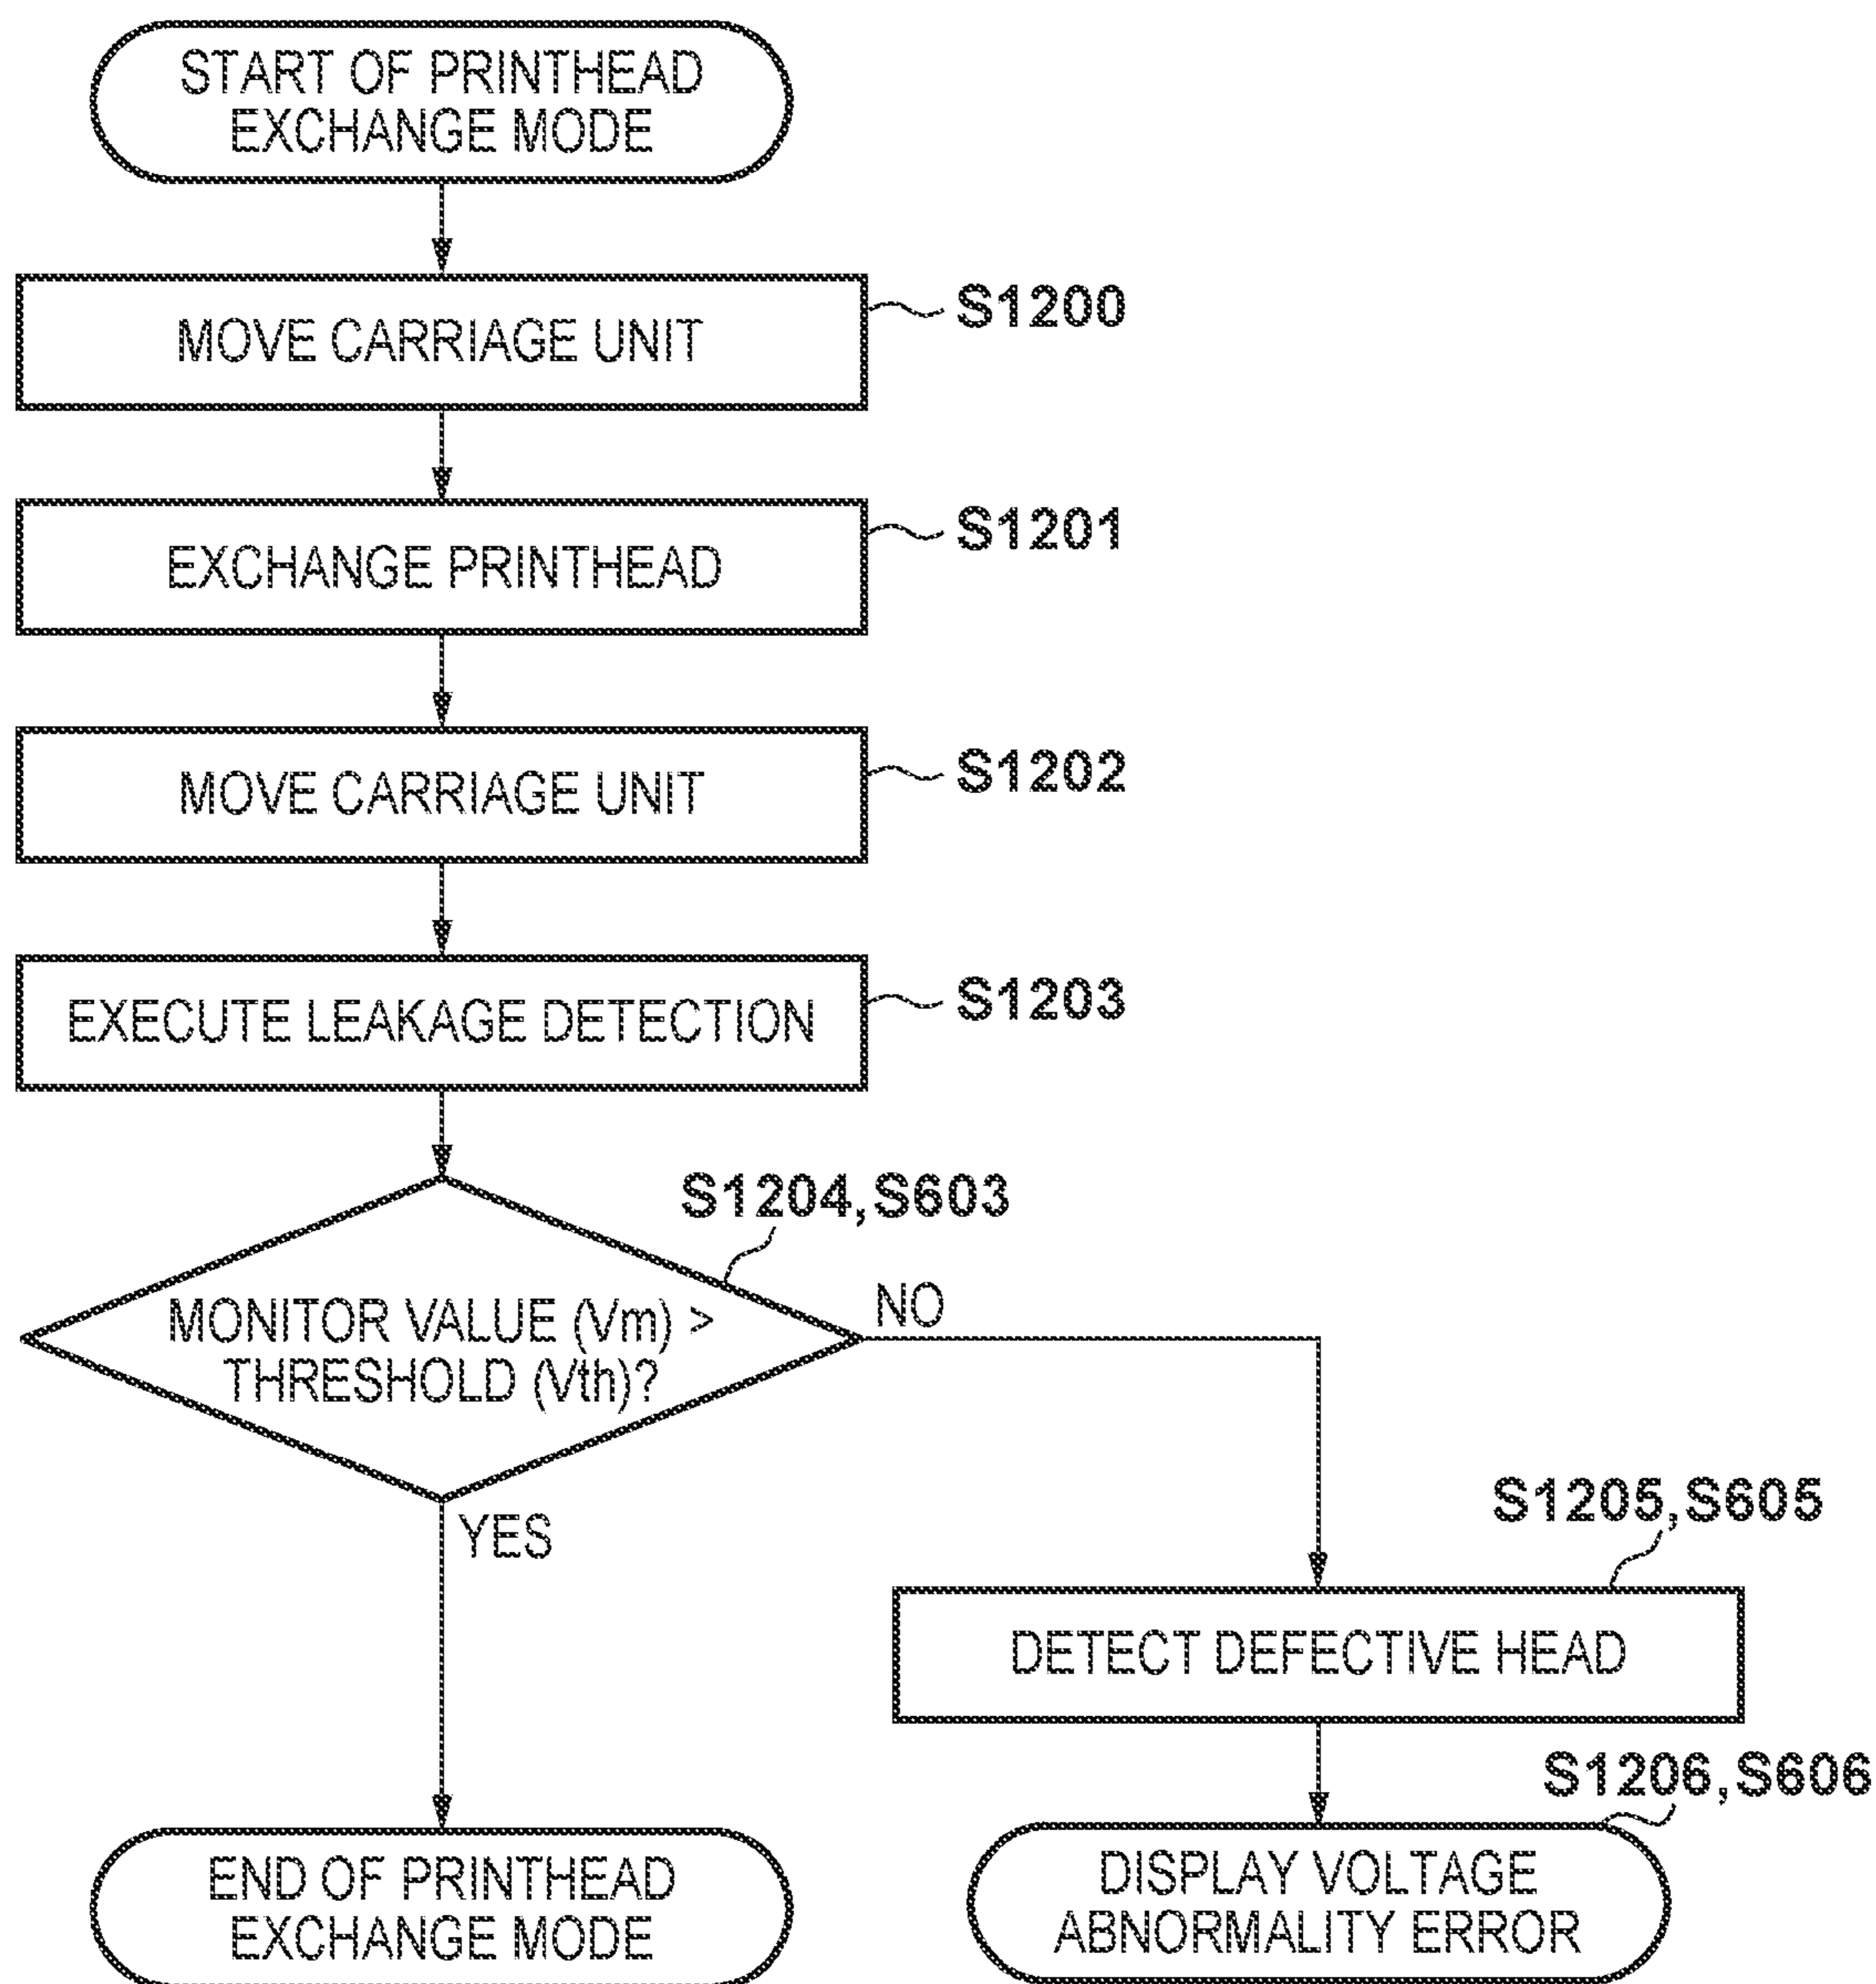 START OF PRINTHEAD
EXCHANGE MODE
MOVE CARRIAGE UNIT
S1200
EXCHANGE PRINTHEAD
S1201
MOVE CARRIAGE UNIT
S1202
EXECUTE LEAKAGE DETECTION
S1203
S1204,S603
MONITOR VALUE (Vm) >
THRESHOLD (Vth)?
NO
YES
S1205,S605
DETECT DEFECTIVE HEAD
S1206,S606
END OF PRINTHEAD
EXCHANGE MODE
DISPLAY VOLTAGE
ABNORMALITY ERROR